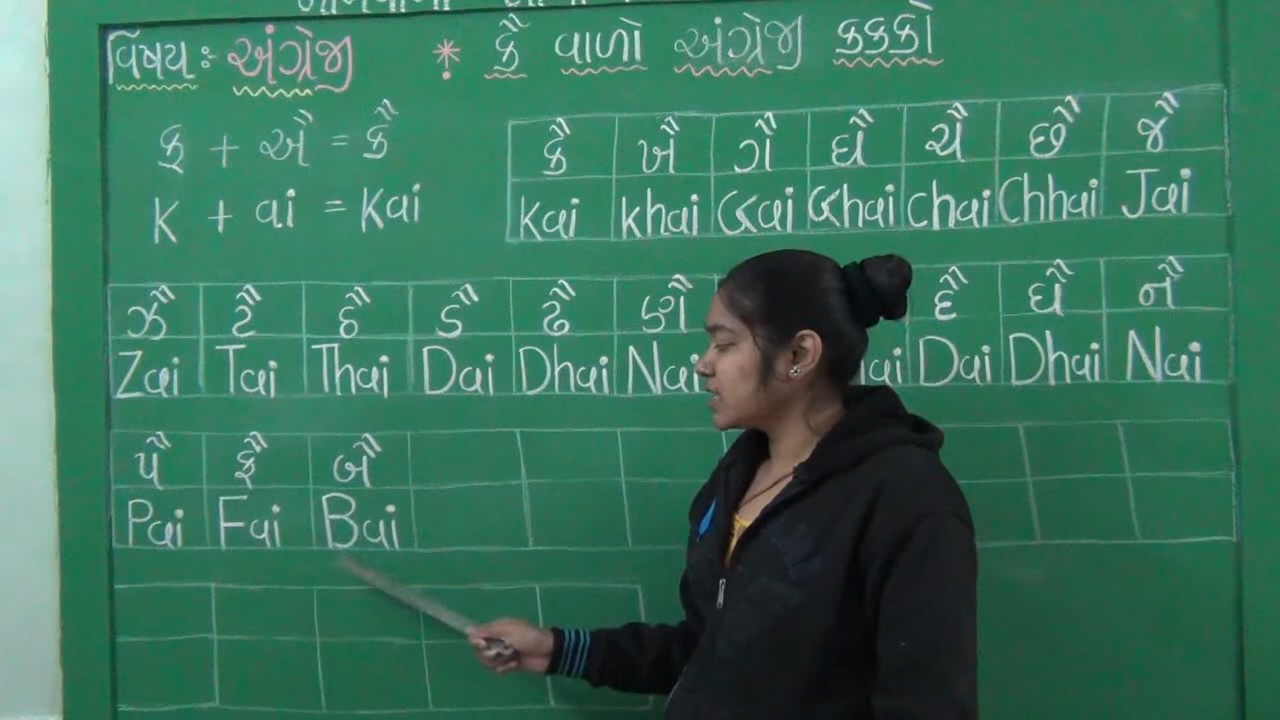 વિષય: અંગ્રેજી * કૈ વાળો અંગ્રેજી કક્કકો
ક + ઐ = કૈ
K + ai = Kai
કૈ ખૈ ગૈ ઘૈ ચૈ છૈ જૈ
Kai Khai Gai Ghai Chai Chhai Jai
ઝૈ ટૈ ઠૈ ડૈ ઢૈ ણૈ દૈ ધૈ નૈ
Zai Tai Thai Dai Dhai Nai Dai Dhai Nai
પૈ ફૈ બૈ
Pai Fai Bai